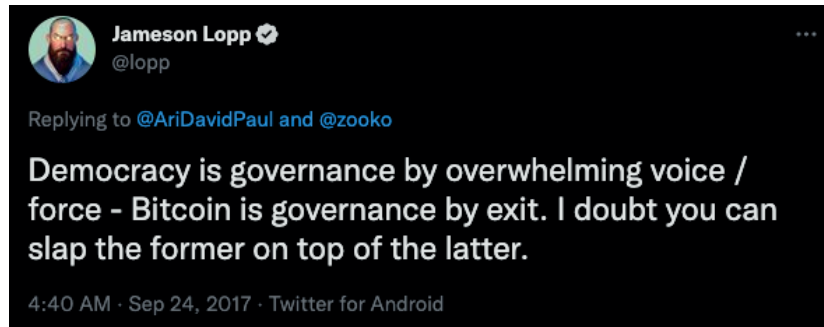 Jameson Lopp
@lopp
Replying to @AriDavidPaul and @zooko
Democracy is governance by overwhelming voice /
force - Bitcoin is governance by exit. I doubt you can
slap the former on top of the latter.
4:40 AM · Sep 24, 2017 · Twitter for Android